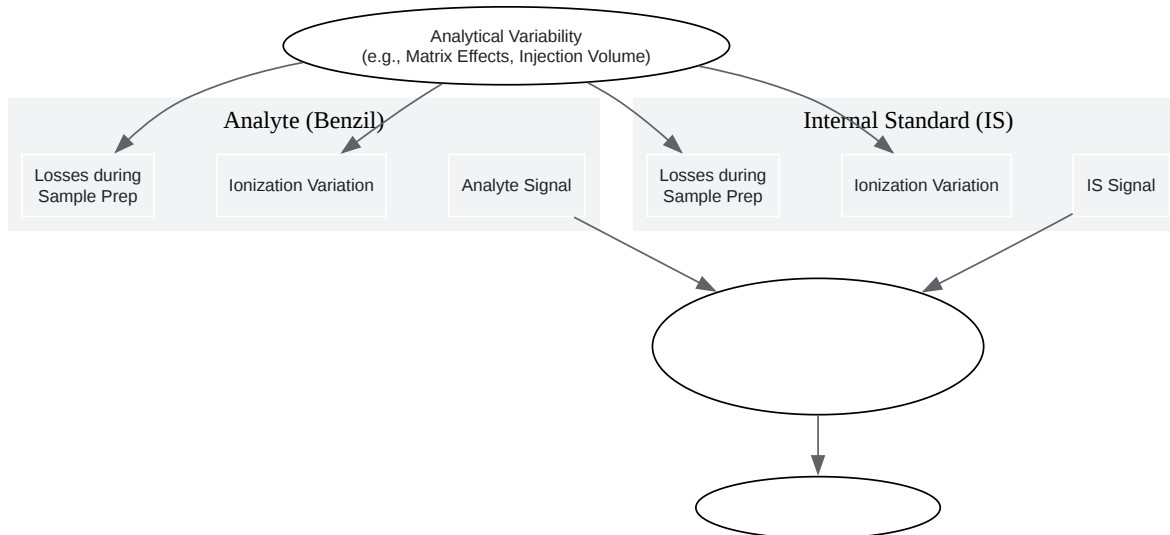 Analytical Variability
(e.g., Matrix Effects, Injection Volume)
Analyte (Benzil)
Internal Standard (IS)
Losses during
Sample Prep
Ionization Variation
Analyte Signal
Losses during
Sample Prep
Ionization Variation
IS Signal